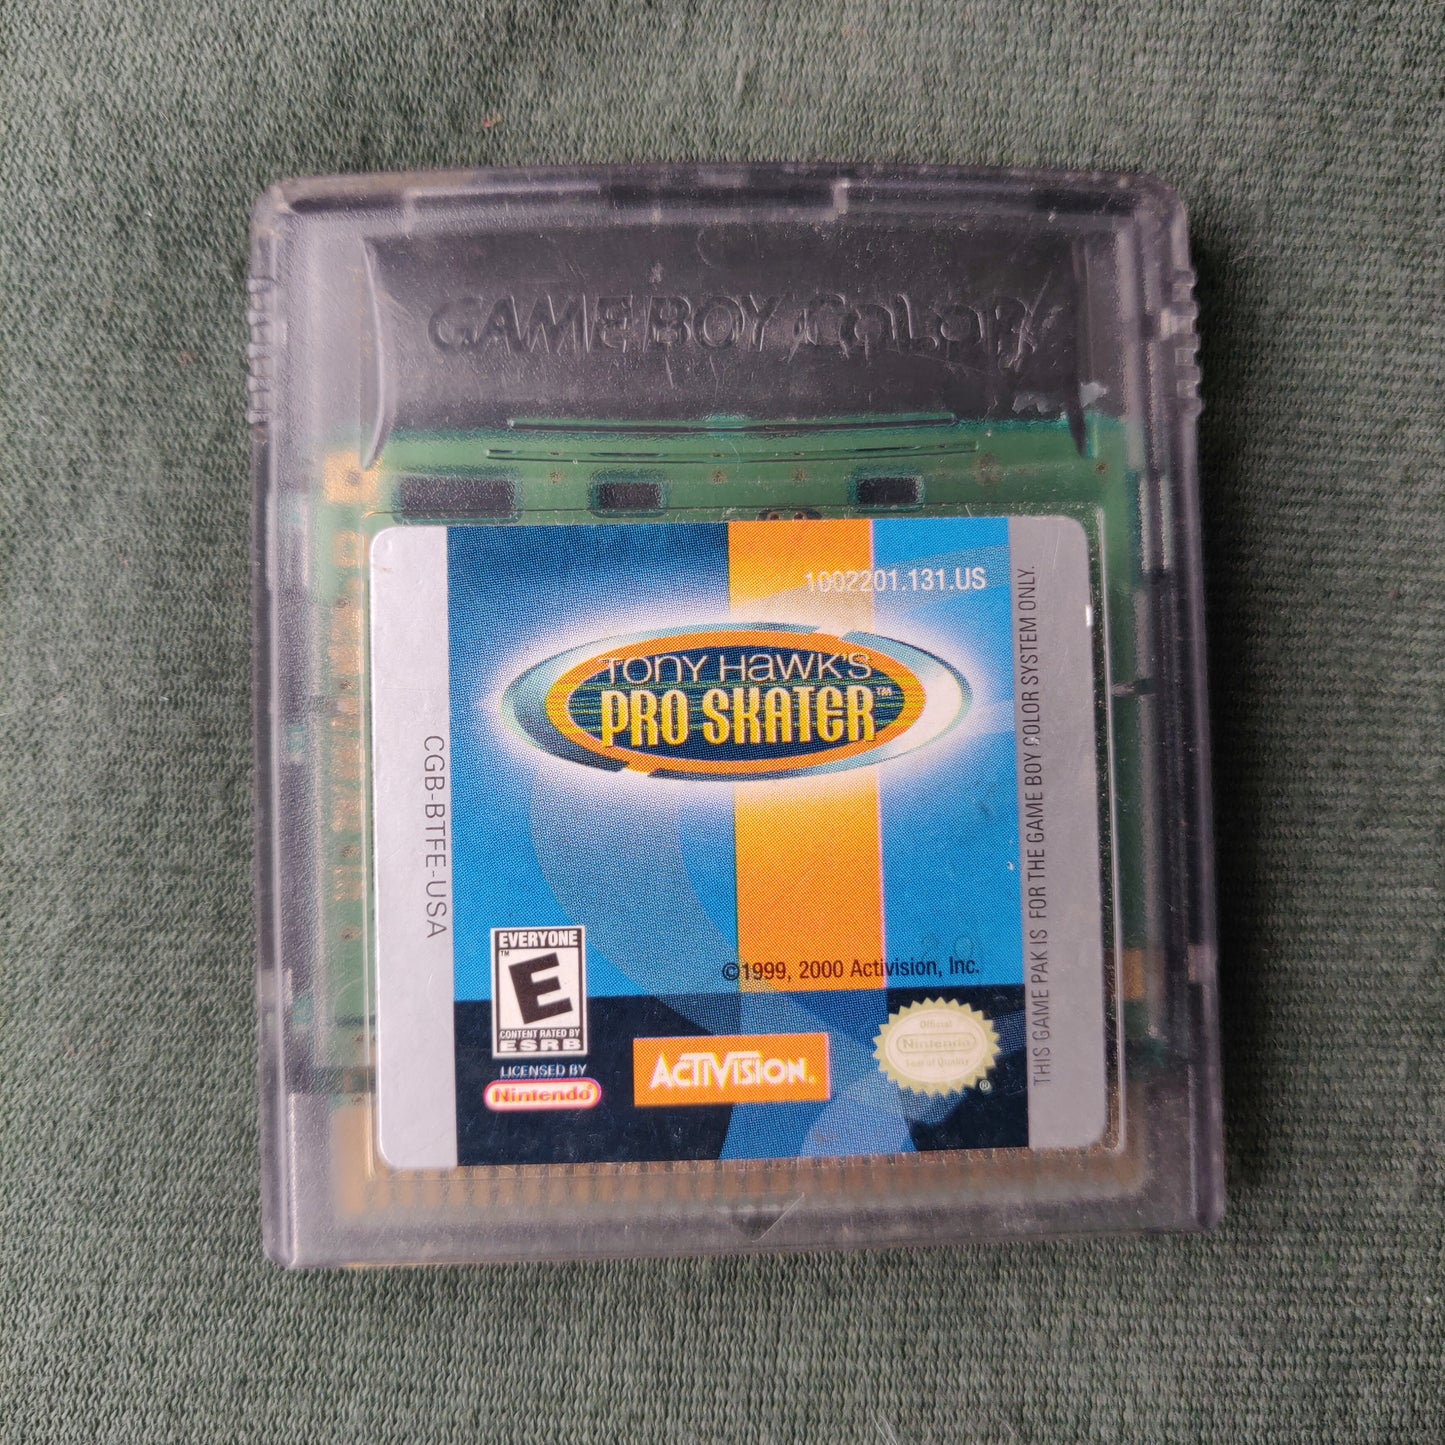 GAME BOY COLOR
1002201.131.US
TONY HAWK'S
PRO SKATER™
CGB-BTFE-USA
THIS GAME PAK IS FOR THE GAME BOY COLOR SYSTEM ONLY.
©1999, 2000 Activision, Inc.
EVERYONE
E™
CONTENT RATED BY
ESRB
LICENSED BY
Nintendo®
ACTIVISION®
Official
Nintendo
Seal of Quality
®